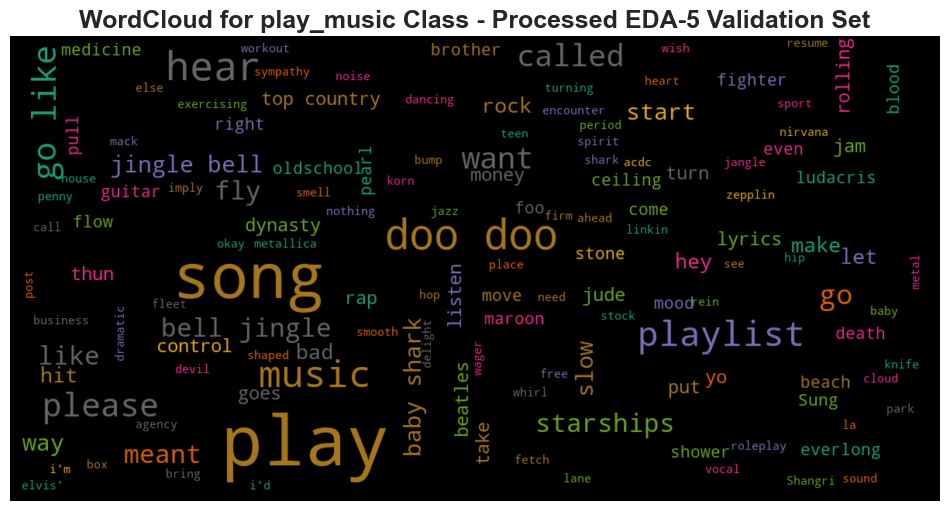 WordCloud for play_music Class - Processed EDA-5 Validation Set
medicine
workout
brother
called
wish
resume
rolling
go like
hear
sympathy
noise
else
heart
fighter
blood
turning
exercising
top country
dancing
rock
encounter
start
sport
pull
right
period
teen
nirvana
mack
spirit
even
jam
jingle bell
oldschool
pearl
bump
want
shark
acdc
jangle
house
money
turn
ludacris
penny
guitar
imply
fly
smell
korn
ceiling
zepplin
call
flow
dynasty
nothing
jazz
foo
firm
ahead
come
linkin
okay
metallica
doo doo
stone
lyrics
make
hip
let
see
hey
metal
post
thun
song
place
listen
rap
hop
move
need
jude
mood
rein
go
baby
fleet
business
dramatic
bell jingle
smooth
maroon
stock
playlist
death
control
shaped
bad
baby shark
delight
wager
like
devil
music
slow
free
knife
cloud
hit
goes
whirl
put
yo
beach
please
beatles
Sung
park
agency
starships
la
way
meant
play
take
shower
roleplay
everlong
i'm
box
bring
fetch
vocal
elvis'
i'd
lane
Shangri
sound